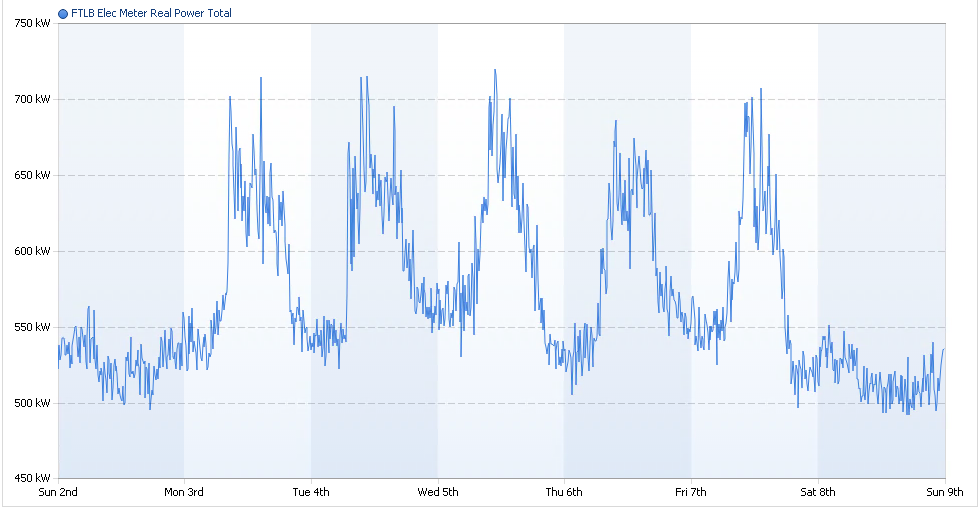 FTLB Elec Meter Real Power Total
750 kW
700 kW
650 kW
600 kW
550 kW
500 kW
450 kW
Sun 2nd Mon 3rd Tue 4th Wed 5th Thu 6th Fri 7th Sat 8th Sun 9th